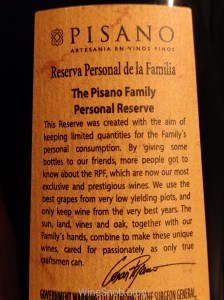 PISANO
ARTESANIA EN VINOS FINOS
Reserva Personal de la Familia
The Pisano Family
Personal Reserve
This Reserve was created with the aim of
keeping limited quantities for the Family's
personal consumption. By giving some
bottles to our friends, more people got to
know about the RPF, which are now our most
exclusive and prestigious wines. We use the
best grapes from very low yielding plots, and
only keep wine from the very best years. The
sun, land, vines and oak, together with our
Family's hands, combine to make these unique
wines, cared for passionately as only true
craftsmen can.
GOVERNMENT WARNING: THE SURGEON GENERAL,